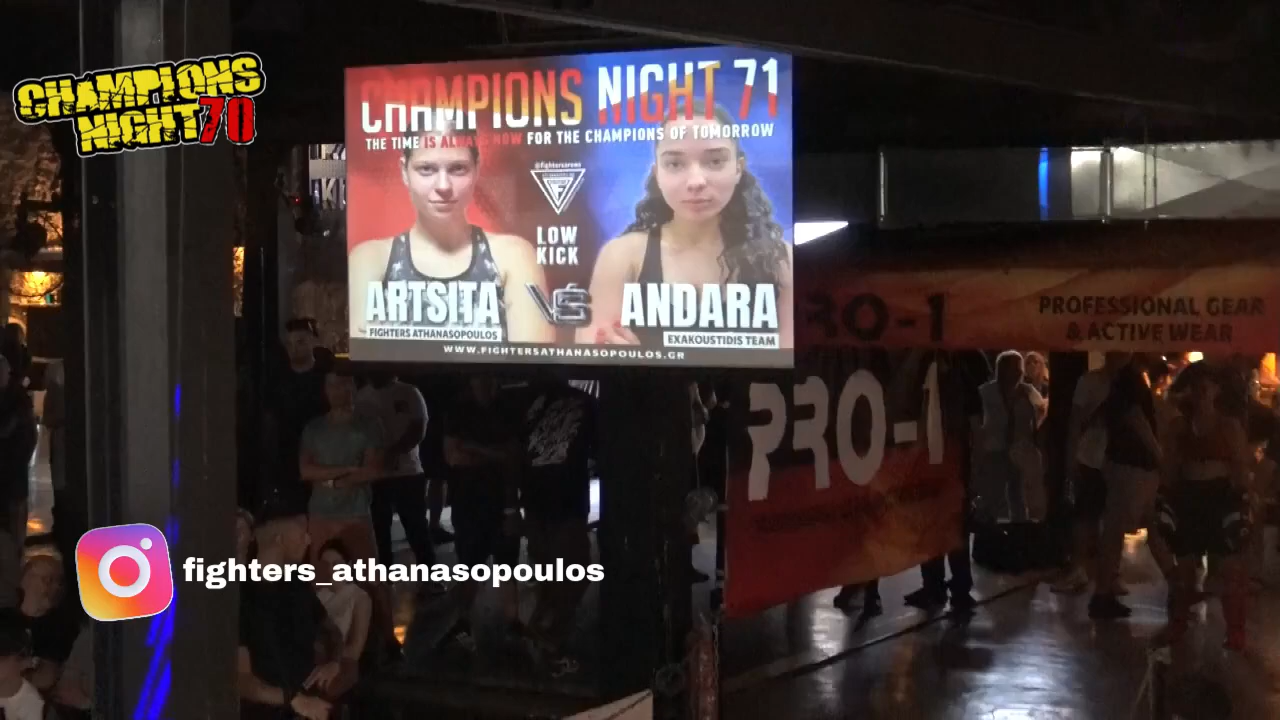 CHAMPIONS
NIGHT 70
CHAMPIONS NIGHT 71
THE TIME IS ALWAYS NOW FOR THE CHAMPIONS OF TOMORROW
@fightersarena
LOW
KICK
ARTSITA
VS
ANDARA
FIGHTERS ATHANASOPOULOS
EXAKOUSTIDIS TEAM
WWW.FIGHTERSATHANASOPOULOS.GR
PRO-1
PROFESSIONAL GEAR
& ACTIVE WEAR
PRO-1
fighters_athanasopoulos